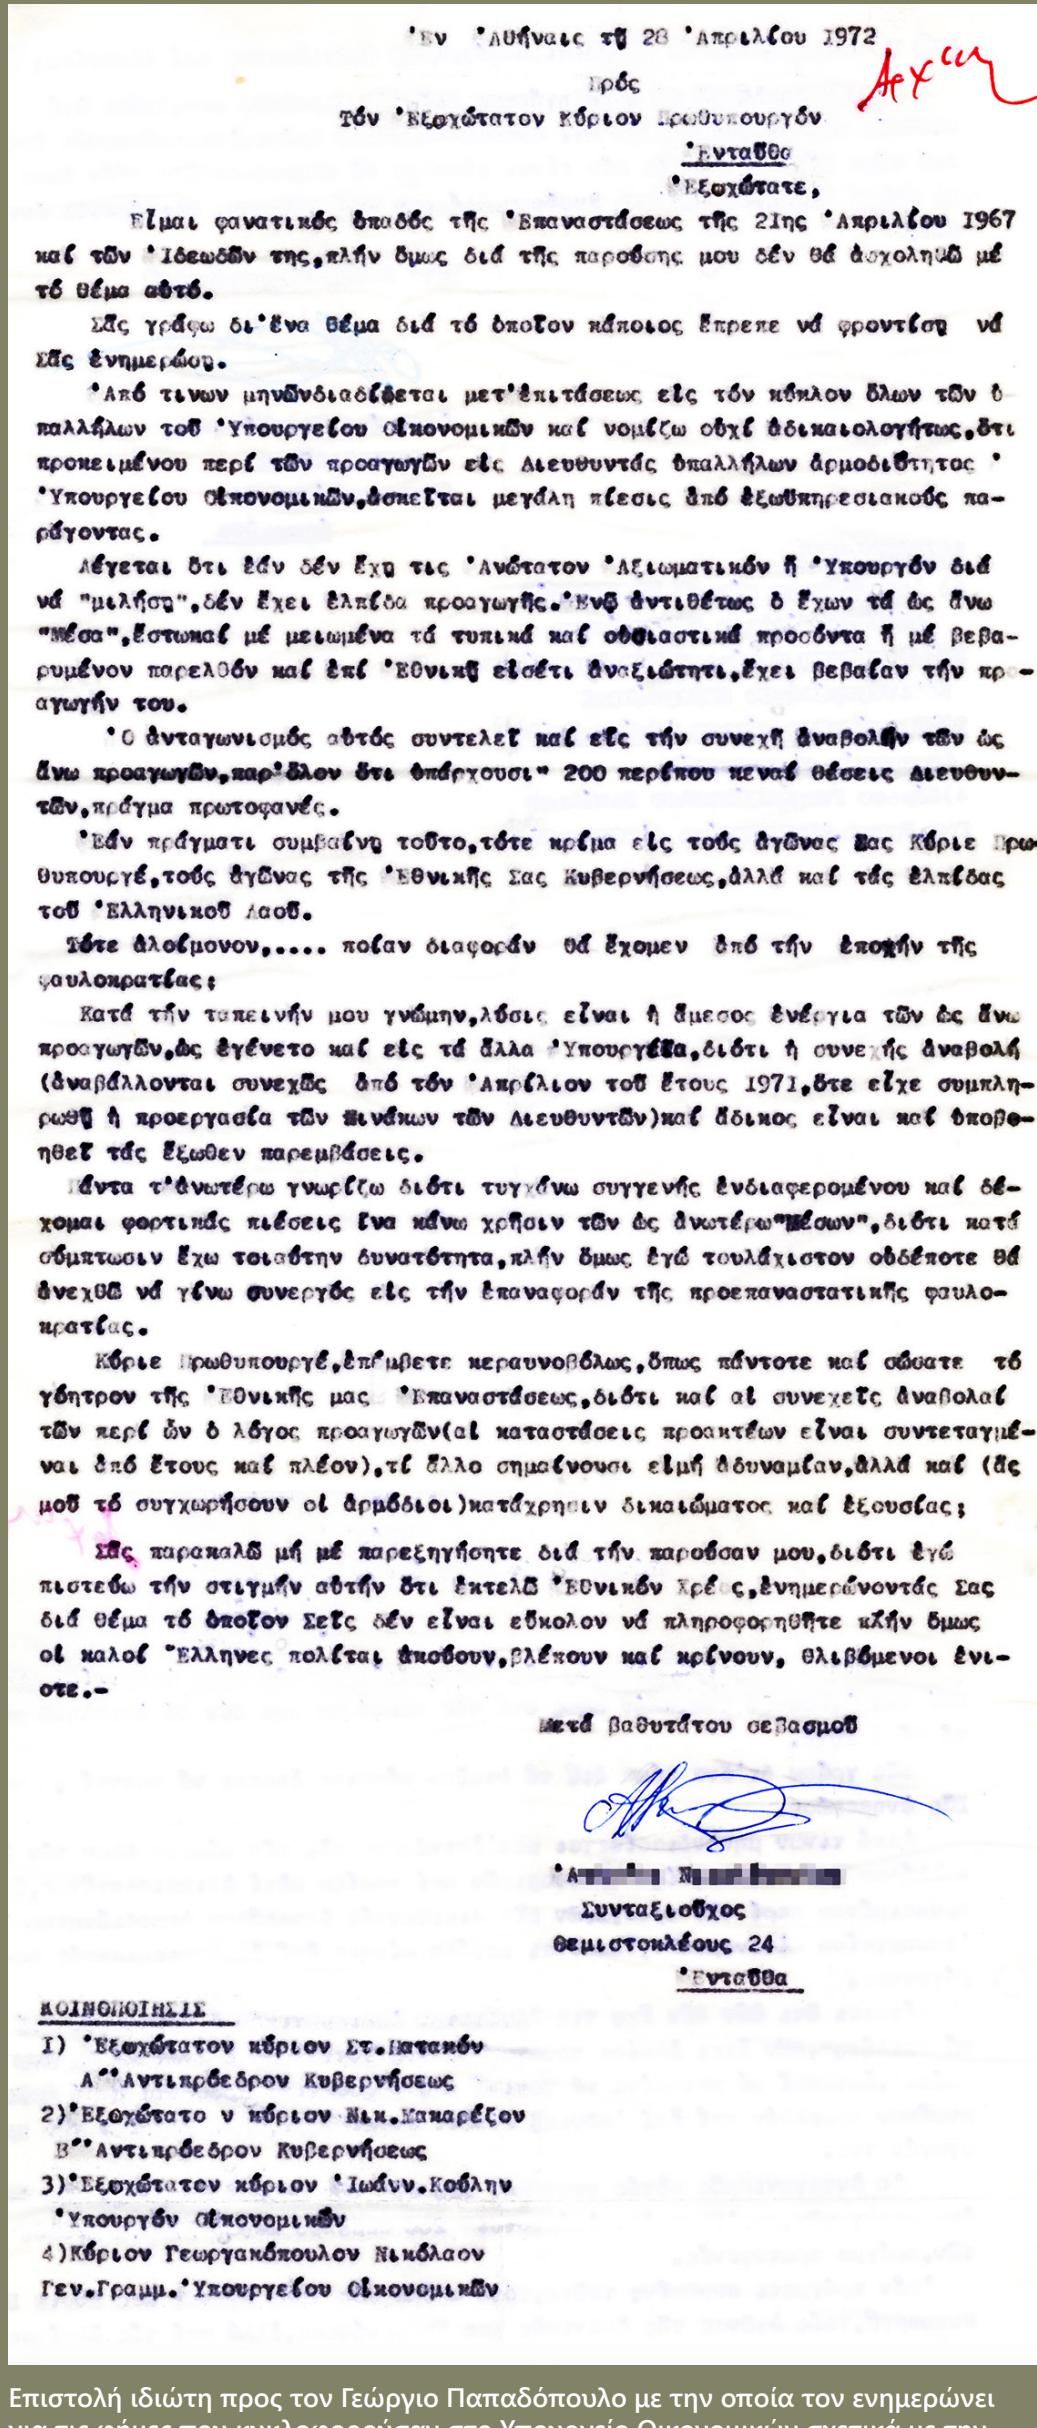 Ἐν Ἀθήναις τῇ 28 Ἀπριλίου 1972
Πρός
Τόν Ἐξοχώτατον Κύριον Πρωθυπουργόν
Ἐνταῦθα
Ἐξοχώτατε,
Εἶμαι φανατικός ὀπαδός τῆς Ἐπαναστάσεως τῆς 21ης Ἀπριλίου 1967
καί τῶν Ἰδεωδῶν της,πλήν ὅμως διά τῆς παρούσης μου δέν θά ἀσχοληθῶ μέ
τό θέμα αὐτό.
Σᾶς γράφω δι'ἕνα θέμα διά τό ὁποῖον κάποιος ἔπρεπε νά φροντίσῃ νά
Σᾶς ἐνημερώσῃ.
Ἀπό τινων μηνῶνδιαδίδεται μετ'ἐπιτάσεως εἰς τόν κύκλον ὅλων τῶν ὑ
παλλήλων τοῦ Ὑπουργείου Οἰκονομικῶν καί νομίζω οὐχί ἀδικαιολογήτως,ὅτι
προκειμένου περί τῶν προαγωγῶν εἰς Διευθυντάς ὑπαλλήλων ἁρμοδιότητος '
Ὑπουργείου Οἰκονομικῶν,ἀσκεῖται μεγάλη πίεσις ἀπό ἐξωϋπηρεσιακούς πα-
ράγοντας.
Λέγεται ὅτι ἐάν δέν ἔχῃ τις Ἀνώτατον Ἀξιωματικόν ἤ Ὑπουργόν διά
νά "μιλήσῃ",δέν ἔχει ἐλπίδα προαγωγῆς.Ἐνῷ ἀντιθέτως ὁ ἔχων τά ὡς ἄνω
"Μέσα",ἔστωκαί μέ μειωμένα τά τυπικά καί οὐσιαστικά προσόντα ἤ μέ βεβα-
ρυμένον παρελθόν καί ἐπί Ἐθνικῇ εἰσέτι ἀναξιώτητι,ἔχει βεβαίαν τήν προ-
αγωγήν του.
Ὁ ἀνταγωνισμός αὐτός συντελεῖ καί εἰς τήν συνεχῆ ἀναβολήν τῶν ὡς
ἄνω προαγωγῶν,παρ'ὅλον ὅτι ὑπάρχουσι" 200 περίπου κεναί θέσεις Διευθυν-
τῶν,πράγμα πρωτοφανές.
Ἐάν πράγματι συμβαίνῃ τοῦτο,τότε κρίμα εἰς τούς ἀγῶνας Σας Κύριε Πρω
θυπουργέ,τούς ἀγῶνας τῆς Ἐθνικῆς Σας Κυβερνήσεως,ἀλλά καί τάς ἐλπίδας
τοῦ Ἑλληνικοῦ Λαοῦ.
Τότε ἀλοίμονον,..... ποίαν διαφοράν θά ἔχομεν ἀπό τήν ἐποχήν τῆς
φαυλοκρατίας;
Κατά τήν ταπεινήν μου γνώμην,λύσις εἶναι ἡ ἄμεσος ἐνέργια τῶν ὡς ἄνω
προαγωγῶν,ὡς ἐγένετο καί εἰς τά ἄλλα Ὑπουργεῖα,διότι ἡ συνεχής ἀναβολή
(ἀναβάλλονται συνεχῶς ἀπό τόν Ἀπρίλιον τοῦ ἔτους 1971,ὅτε εἶχε συμπλη-
ρωθῇ ἡ προεργασία τῶν Πινάκων τῶν Διευθυντῶν)καί ἄδικος εἶναι καί ὑποβο-
ηθεῖ τάς ἔξωθεν παρεμβάσεις.
Πάντα τ'ἀνωτέρω γνωρίζω διότι τυγχάνω συγγενής ἐνδιαφερομένου καί δέ-
χομαι φορτικάς πιέσεις ἵνα κάνω χρῆσιν τῶν ὡς ἀνωτέρω"Μέσων",διότι κατά
σύμπτωσιν ἔχω τοιαύτην δυνατότητα,πλήν ὅμως ἐγώ τουλάχιστον οὐδέποτε θά
ἀνεχθῶ νά γίνω συνεργός εἰς τήν ἐπαναφοράν τῆς προεπαναστατικῆς φαυλο-
κρατίας.
Κύριε Πρωθυπουργέ,ἐπέμβετε κεραυνοβόλως,ὅπως πάντοτε καί σώσατε τό
γόητρον τῆς Ἐθνικῆς μας Ἐπαναστάσεως,διότι καί αἱ συνεχεῖς ἀναβολαί
τῶν περί ὧν ὁ λόγος προαγωγῶν(αἱ καταστάσεις προακτέων εἶναι συντεταγμέ-
ναι ἀπό ἔτους καί πλέον),τί ἄλλο σημαίνουσι εἰμή ἀδυναμίαν,ἀλλά καί (ἄς
μοῦ τό συγχωρήσουν οἱ ἁρμόδιοι)κατάχρησιν δικαιώματος καί ἐξουσίας;
Σᾶς παρακαλῶ μή μέ παρεξηγήσητε διά τήν παροῦσαν μου,διότι ἐγώ
πιστεύω τήν στιγμήν αὐτήν ὅτι ἐκτελῶ Ἐθνικόν Χρέος,ἐνημερώνοντάς Σας
διά θέμα τό ὁποῖον Σεῖς δέν εἶναι εὔκολον νά πληροφορηθῆτε πλήν ὅμως
οἱ καλοί Ἕλληνες πολίται ἀκούουν,βλέπουν καί κρίνουν, θλιβόμενοι ἐνί-
οτε.-
Μετά βαθυτάτου σεβασμοῦ
Συνταξιοῦχος
Θεμιστοκλέους 24
Ἐνταῦθα
ΚΟΙΝΟΠΟΙΗΣΙΣ
1) Ἐξοχώτατον κύριον Στ.Παττακόν
Α΄ Ἀντιπρόεδρον Κυβερνήσεως
2)Ἐξοχώτατο ν κύριον Νικ.Μακαρέζον
Β΄ Ἀντιπρόεδρον Κυβερνήσεως
3)Ἐξοχώτατον κύριον Ἰωάνν.Κούλην
Ὑπουργόν Οἰκονομικῶν
4)Κύριον Γεωργακόπουλον Νικόλαον
Γεν.Γραμμ.Ὑπουργείου Οἰκονομικῶν
Επιστολή ιδιώτη προς τον Γεώργιο Παπαδόπουλο με την οποία τον ενημερώνει